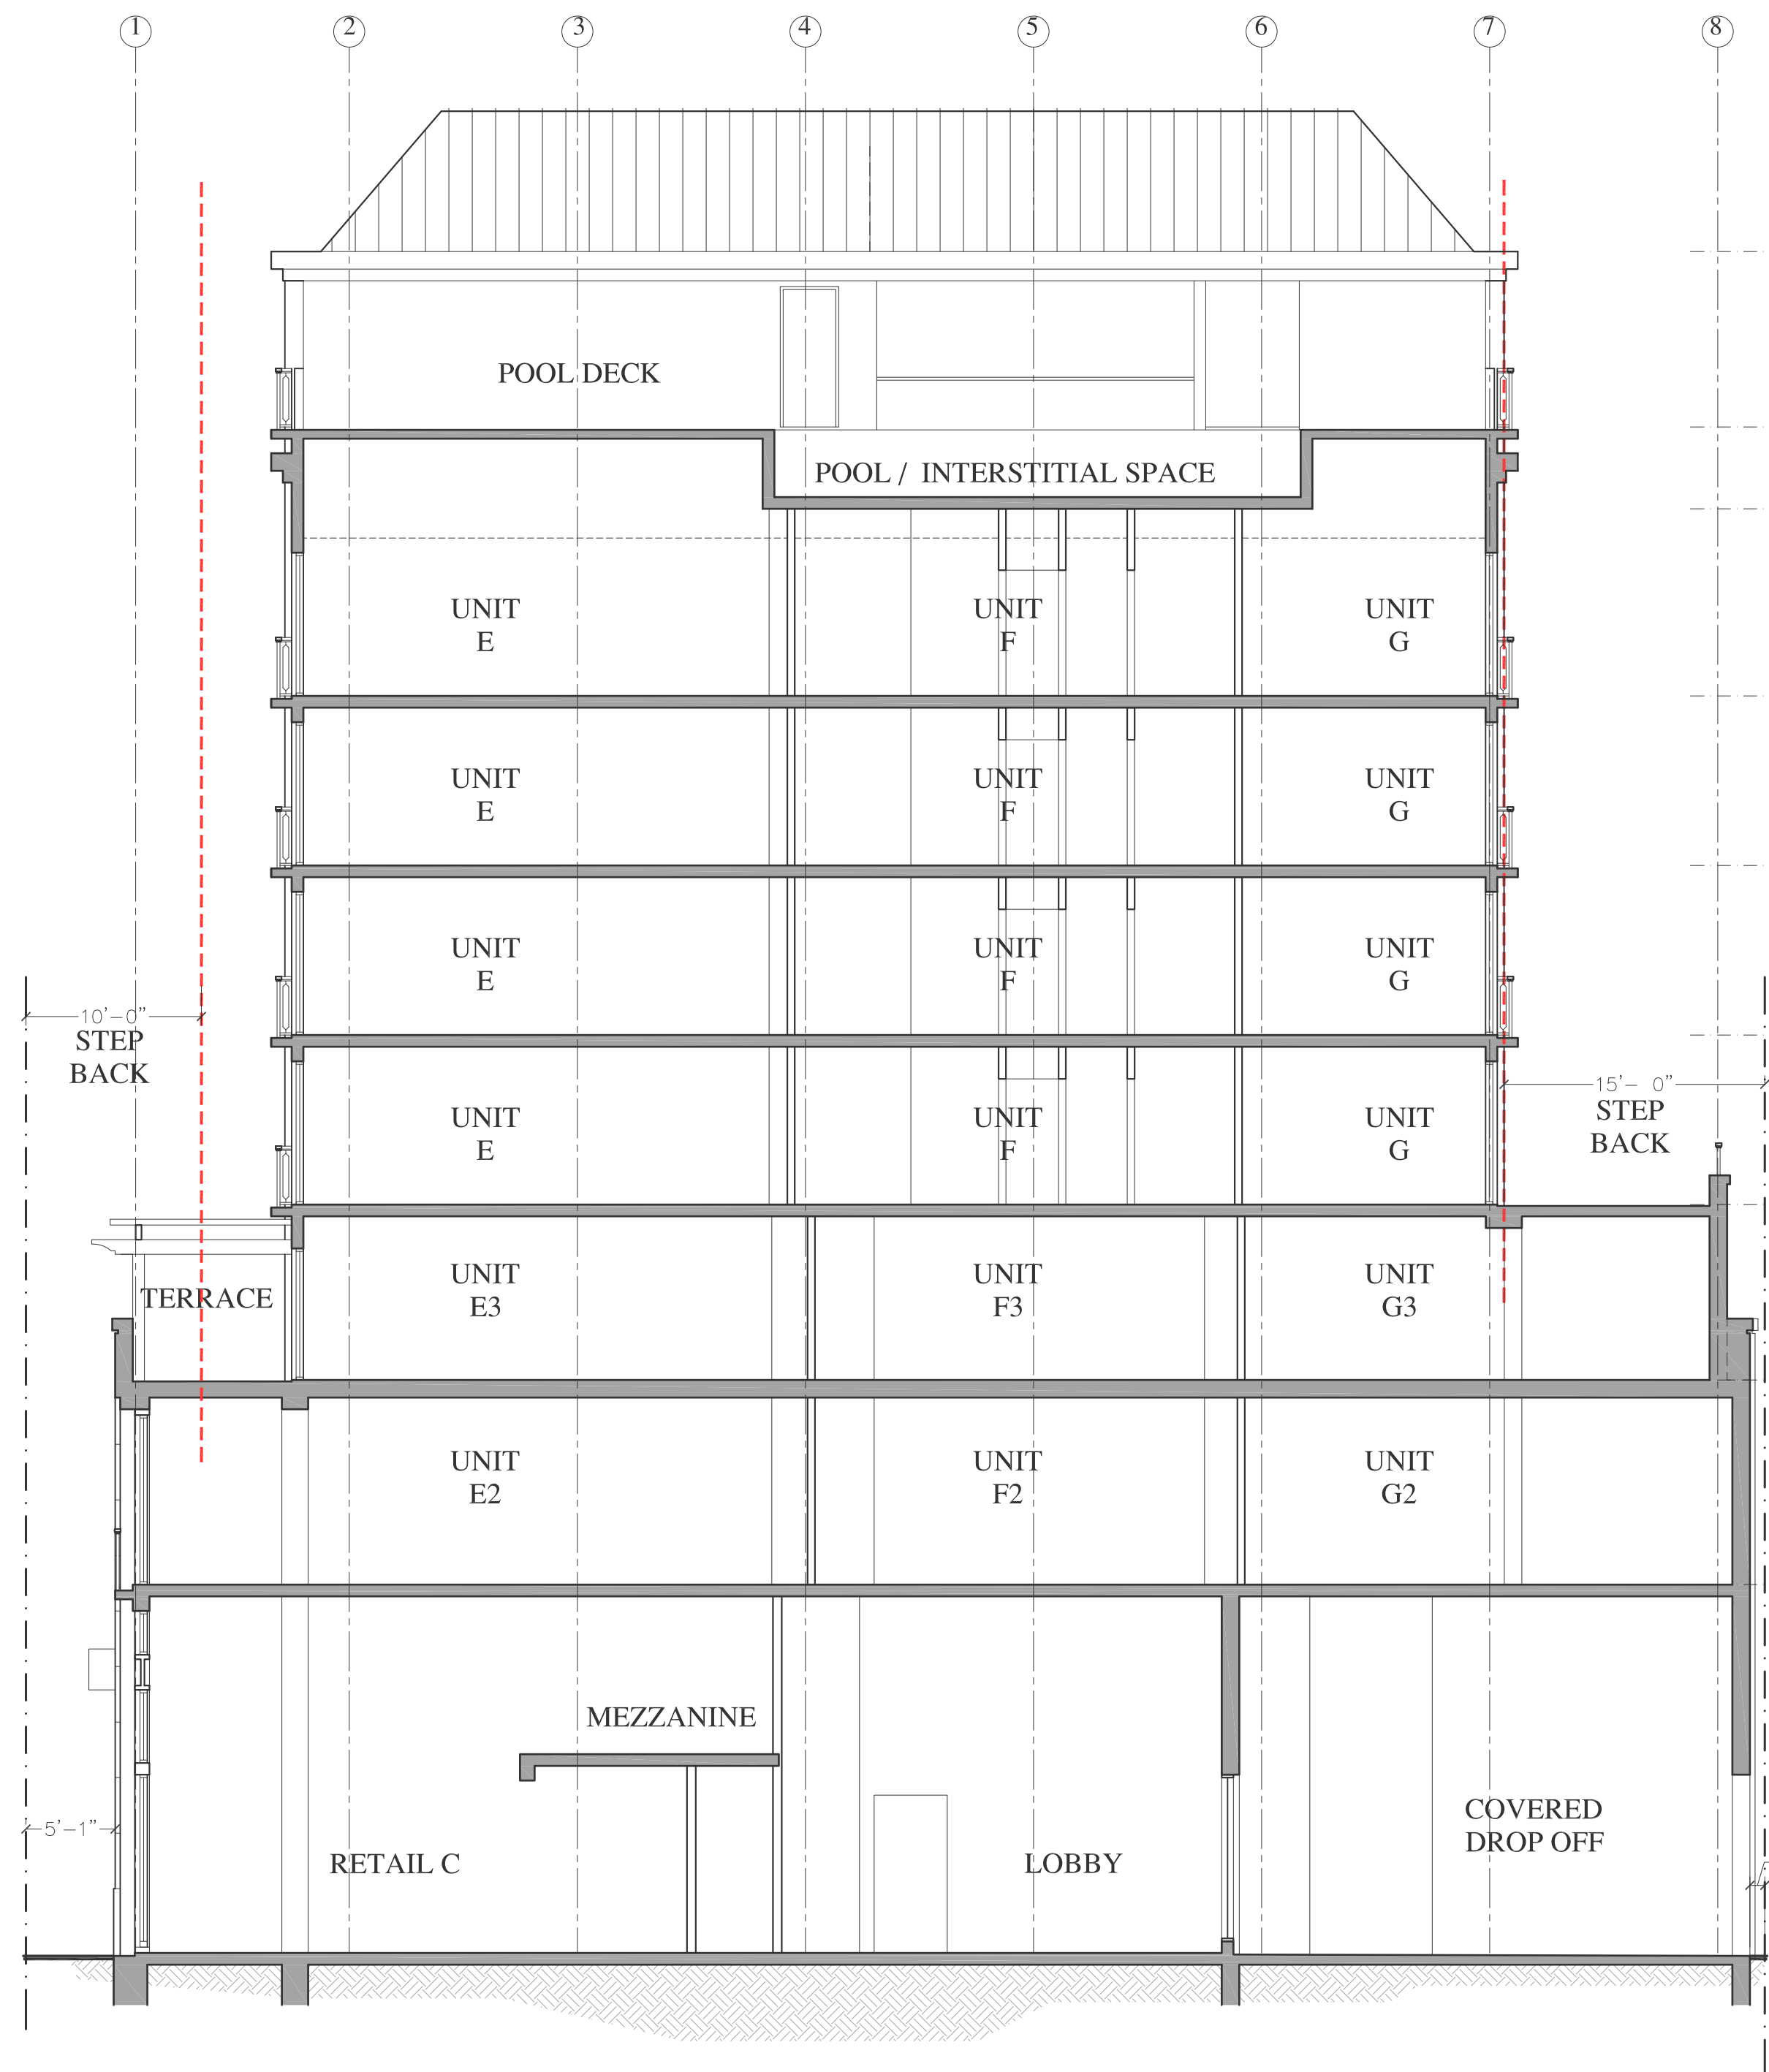 1 2 3 4 5 6 7 8
POOL DECK
POOL / INTERSTITIAL SPACE
UNIT
E
UNIT
F
UNIT
G
UNIT
E
UNIT
F
UNIT
G
UNIT
E
UNIT
F
UNIT
G
10'-0"
STEP
BACK
15'- 0"
STEP
BACK
UNIT
E
UNIT
F
UNIT
G
TERRACE
UNIT
E3
UNIT
F3
UNIT
G3
UNIT
E2
UNIT
F2
UNIT
G2
MEZZANINE
5'-1"
COVERED
DROP OFF
RETAIL C
LOBBY